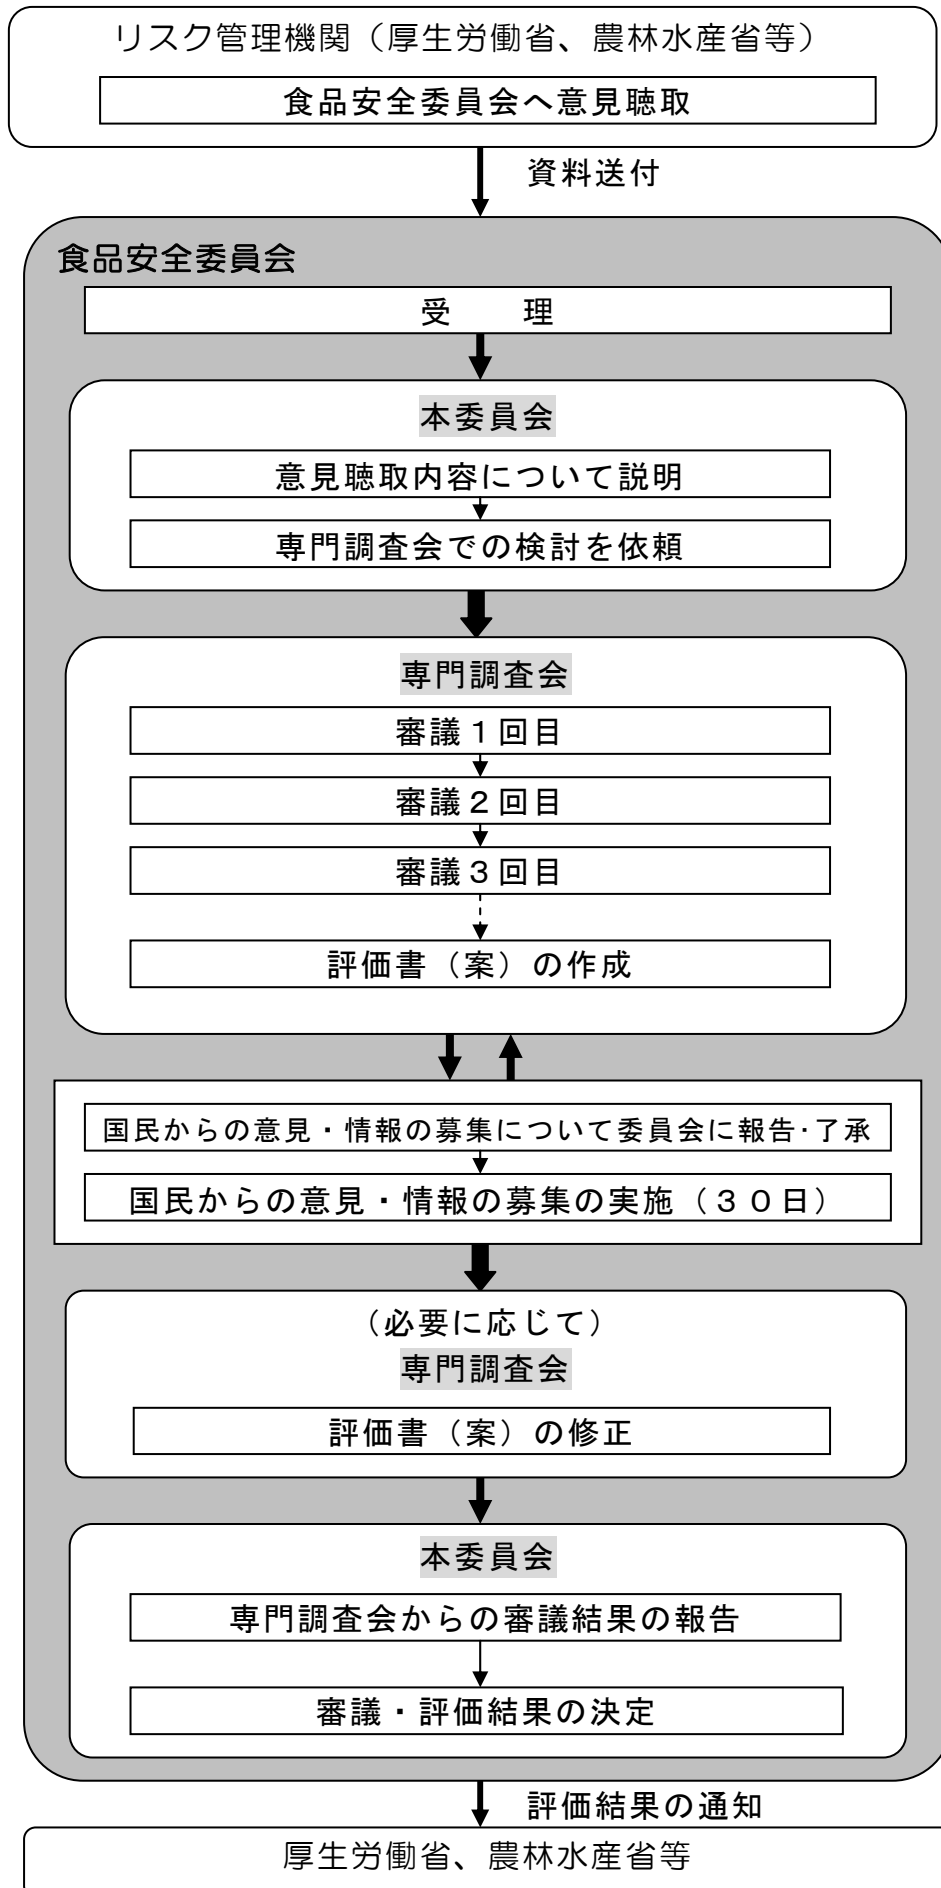 リスク管理機関（厚生労働省、農林水産省等）
食品安全委員会へ意見聴取
資料送付
食品安全委員会
受　　理
本委員会
意見聴取内容について説明
専門調査会での検討を依頼
専門調査会
審議１回目
審議２回目
審議３回目
評価書（案）の作成
国民からの意見・情報の募集について委員会に報告･了承
国民からの意見・情報の募集の実施（３０日）
（必要に応じて）
専門調査会
評価書（案）の修正
本委員会
専門調査会からの審議結果の報告
審議・評価結果の決定
評価結果の通知
厚生労働省、農林水産省等